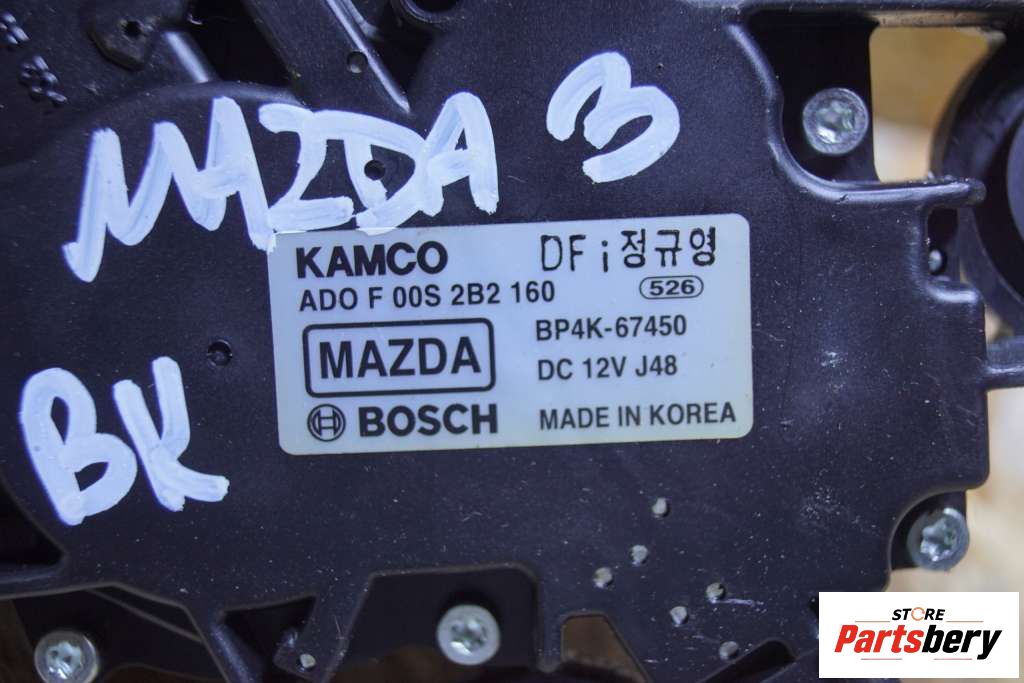 MAZDA 3
KAMCO DF i 정규영
ADO F 00S 2B2 160 526
MAZDA BP4K-67450
DC 12V J48
BOSCH MADE IN KOREA
BK
STORE
Partsbery